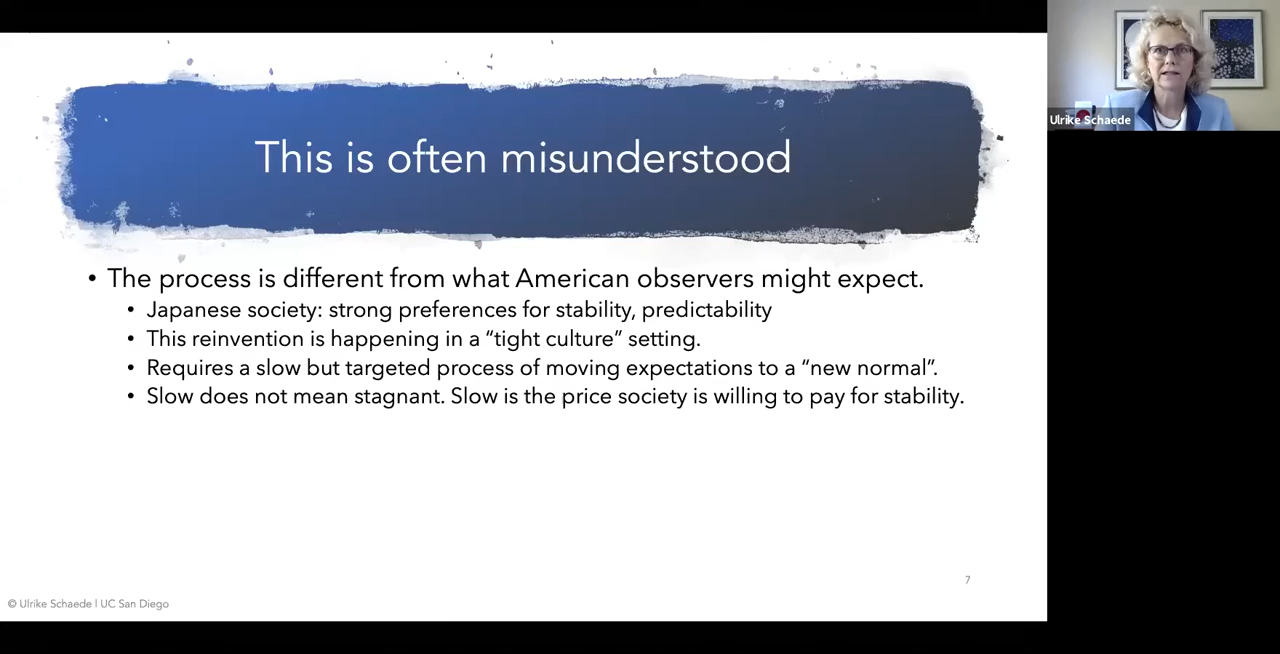 This is often misunderstood
Ulrike Schaede
• The process is different from what American observers might expect.
• Japanese society: strong preferences for stability, predictability
• This reinvention is happening in a “tight culture” setting.
• Requires a slow but targeted process of moving expectations to a “new normal”.
• Slow does not mean stagnant. Slow is the price society is willing to pay for stability.
7
© Ulrike Schaede | UC San Diego